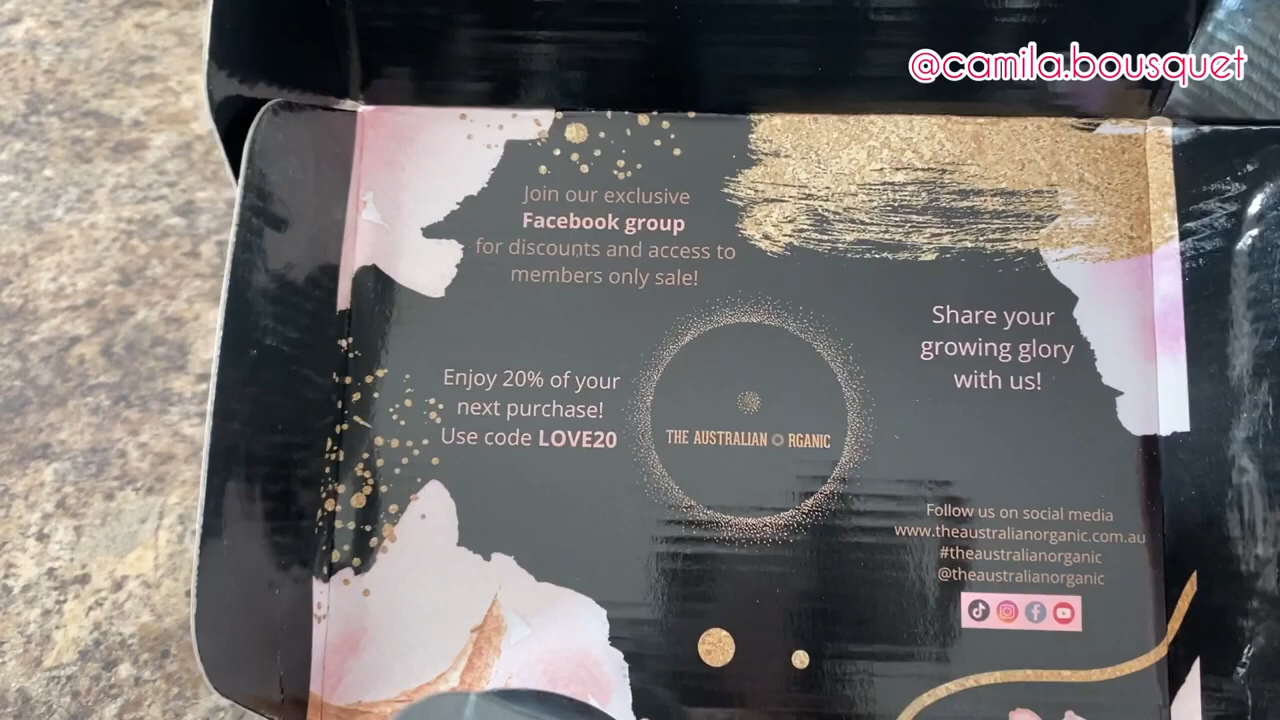 @camila.bousquet
Join our exclusive
Facebook group
for discounts and access to
members only sale!
Share your
growing glory
with us!
Enjoy 20% of your
next purchase!
Use code LOVE20
THE AUSTRALIAN ORGANIC
Follow us on social media
www.theaustralianorganic.com.au
#theaustralianorganic
@theaustralianorganic